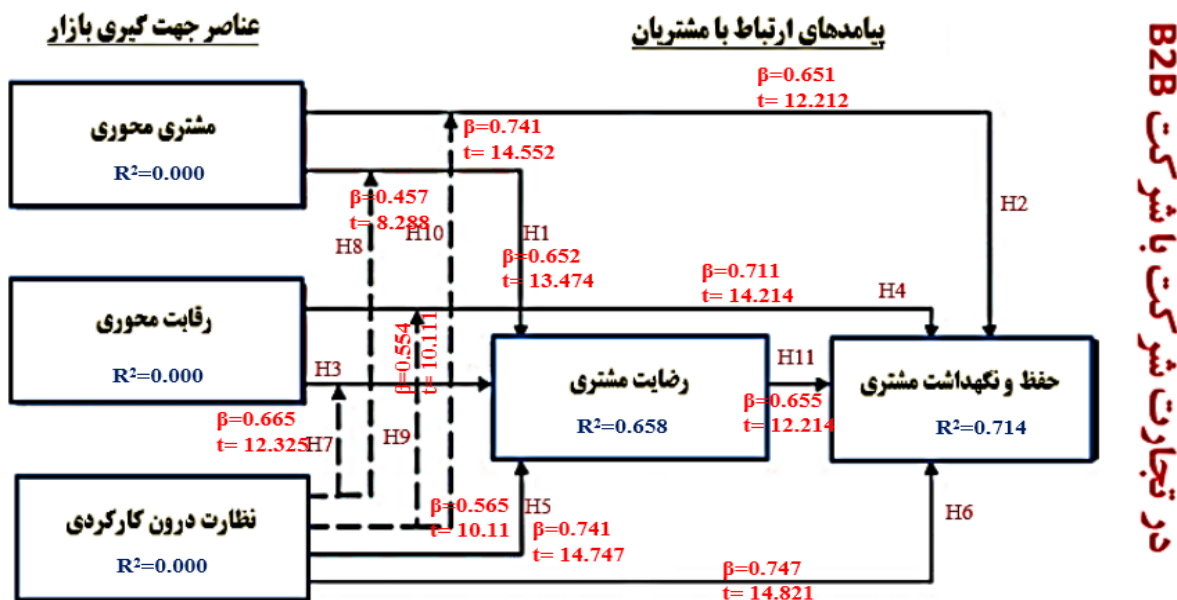 عناصر جهت گیری بازار
پیامدهای ارتباط با مشتریان
B2B در تجارت شرکت با شرکت
مشتری محوری
R²=0.000
β=0.651
t= 12.212
β=0.741
t= 14.552
H2
β=0.457
t= 8.288
H8
H10
H1
β=0.652
t= 13.474
رقابت محوری
R²=0.000
β=0.711
t= 14.214
H4
β=0.554
t= 10.111
H3
β=0.665
t= 12.325
H7
H9
رضایت مشتری
R²=0.658
H11
β=0.655
t= 12.214
حفظ و نگهداشت مشتری
R²=0.714
نظارت درون کارکردی
R²=0.000
β=0.565
t= 10.11
H5
β=0.741
t= 14.747
H6
β=0.747
t= 14.821